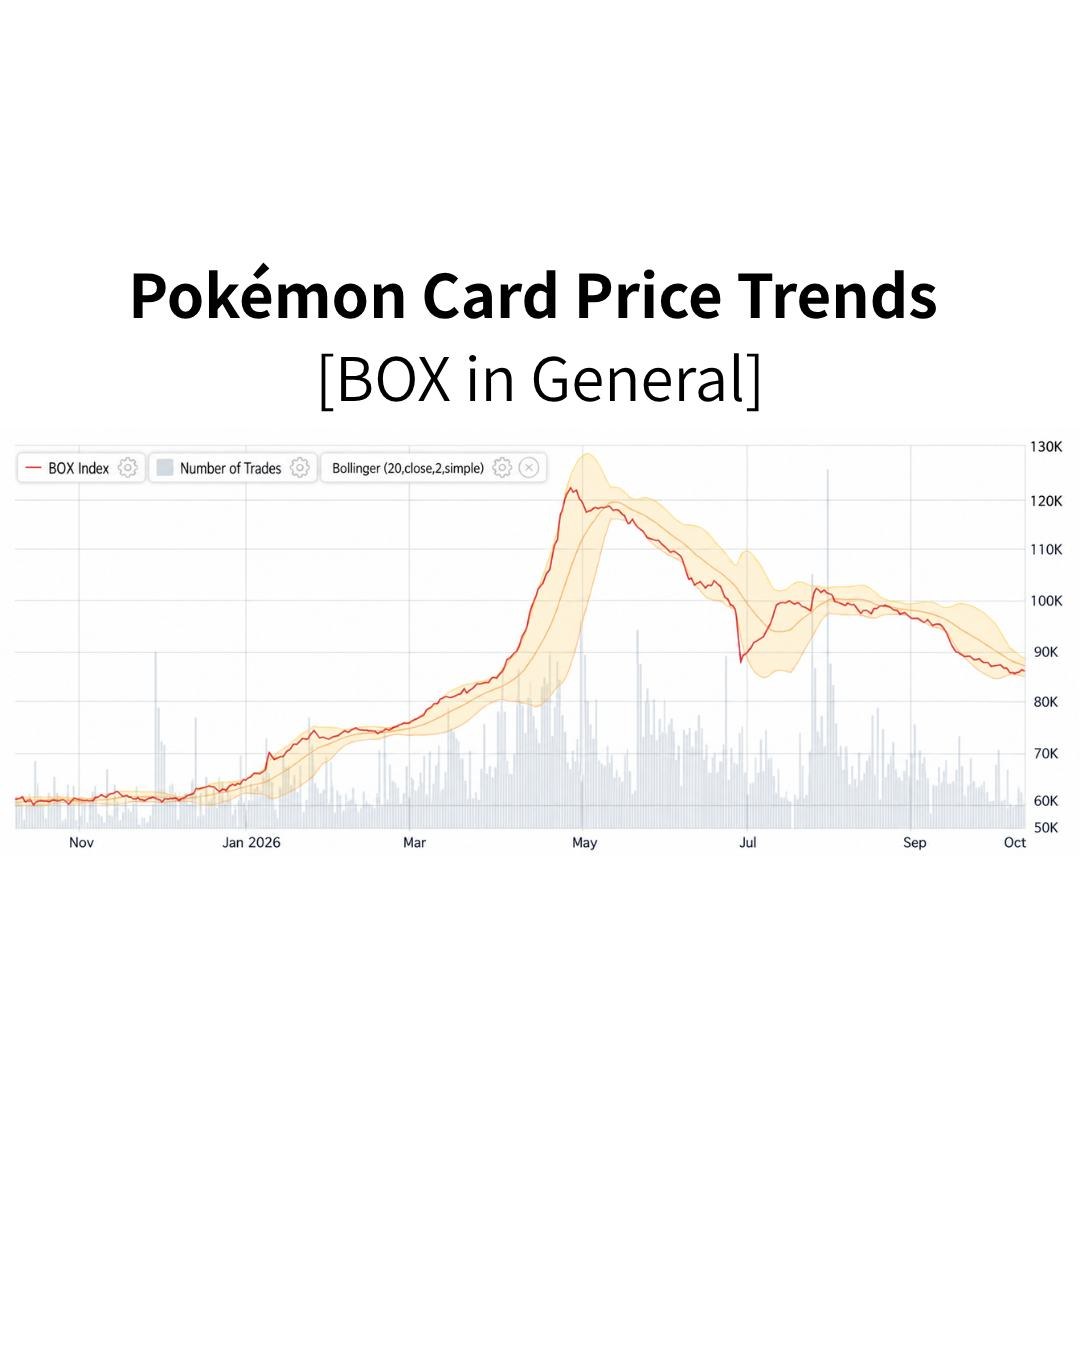 Pokémon Card Price Trends
[BOX in General]
BOX Index
Number of Trades
Bollinger (20,close,2,simple)
130K
120K
110K
100K
90K
80K
70K
60K
50K
Nov
Jan 2026
Mar
May
Jul
Sep
Oct